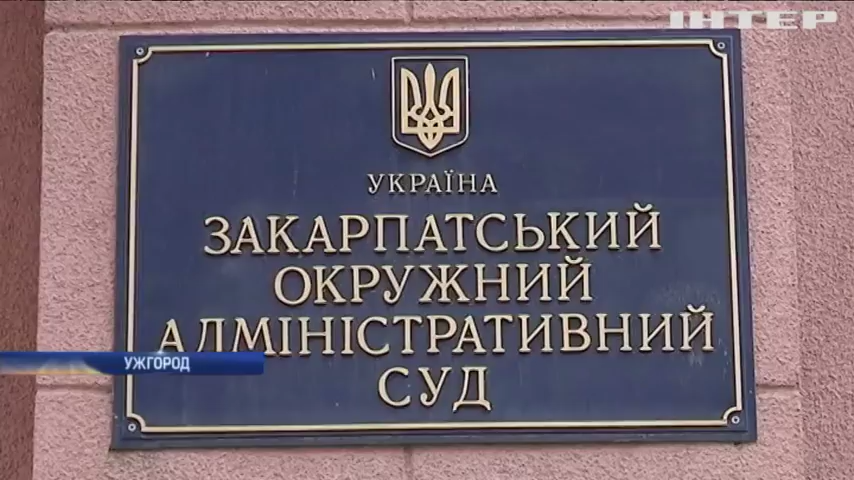 ІНТЕР
УКРАЇНА
ЗАКАРПАТСЬКИЙ
ОКРУЖНИЙ
АДМІНІСТРАТИВНИЙ
СУД
УЖГОРОД